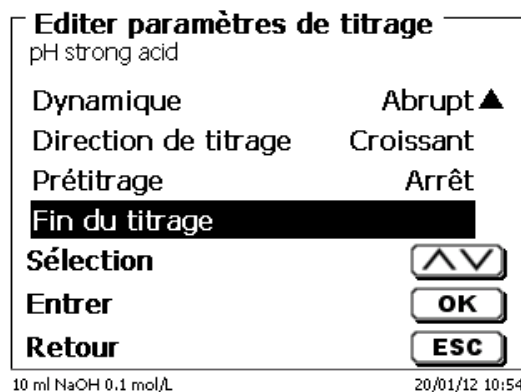 Editer paramètres de titrage
pH strong acid
Dynamique Abrupt
Direction de titrage Croissant
Prétitrage Arrêt
Fin du titrage
Sélection
Entrer OK
Retour ESC
10 ml NaOH 0.1 mol/L 20/01/12 10:54